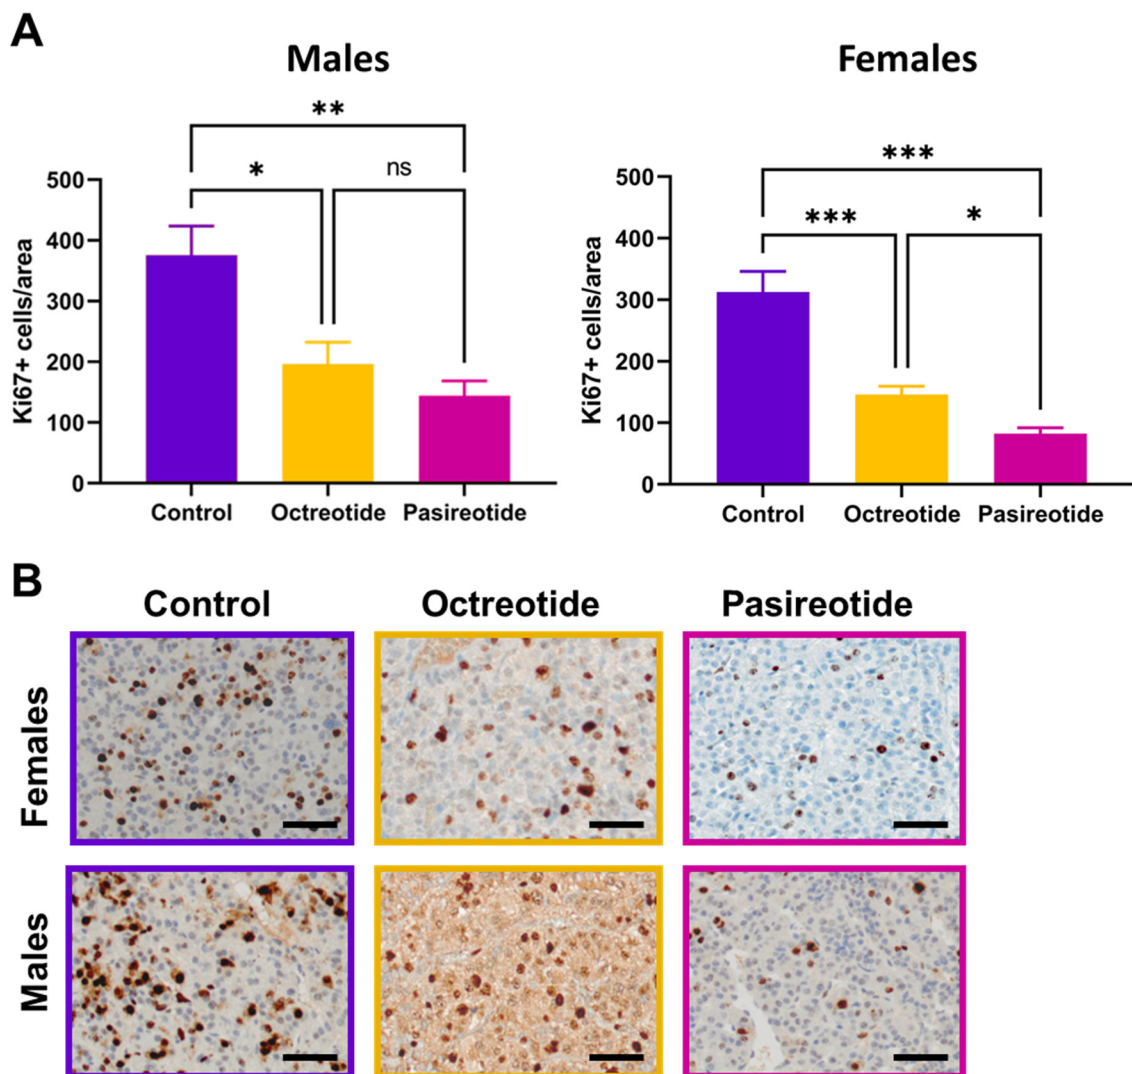 A
Males
**
*
ns
Ki67+ cells/area
500
400
300
200
100
0
Control Octreotide Pasireotide
Females
***
***
*
Ki67+ cells/area
500
400
300
200
100
0
Control Octreotide Pasireotide
B
Control Octreotide Pasireotide
Females
Males